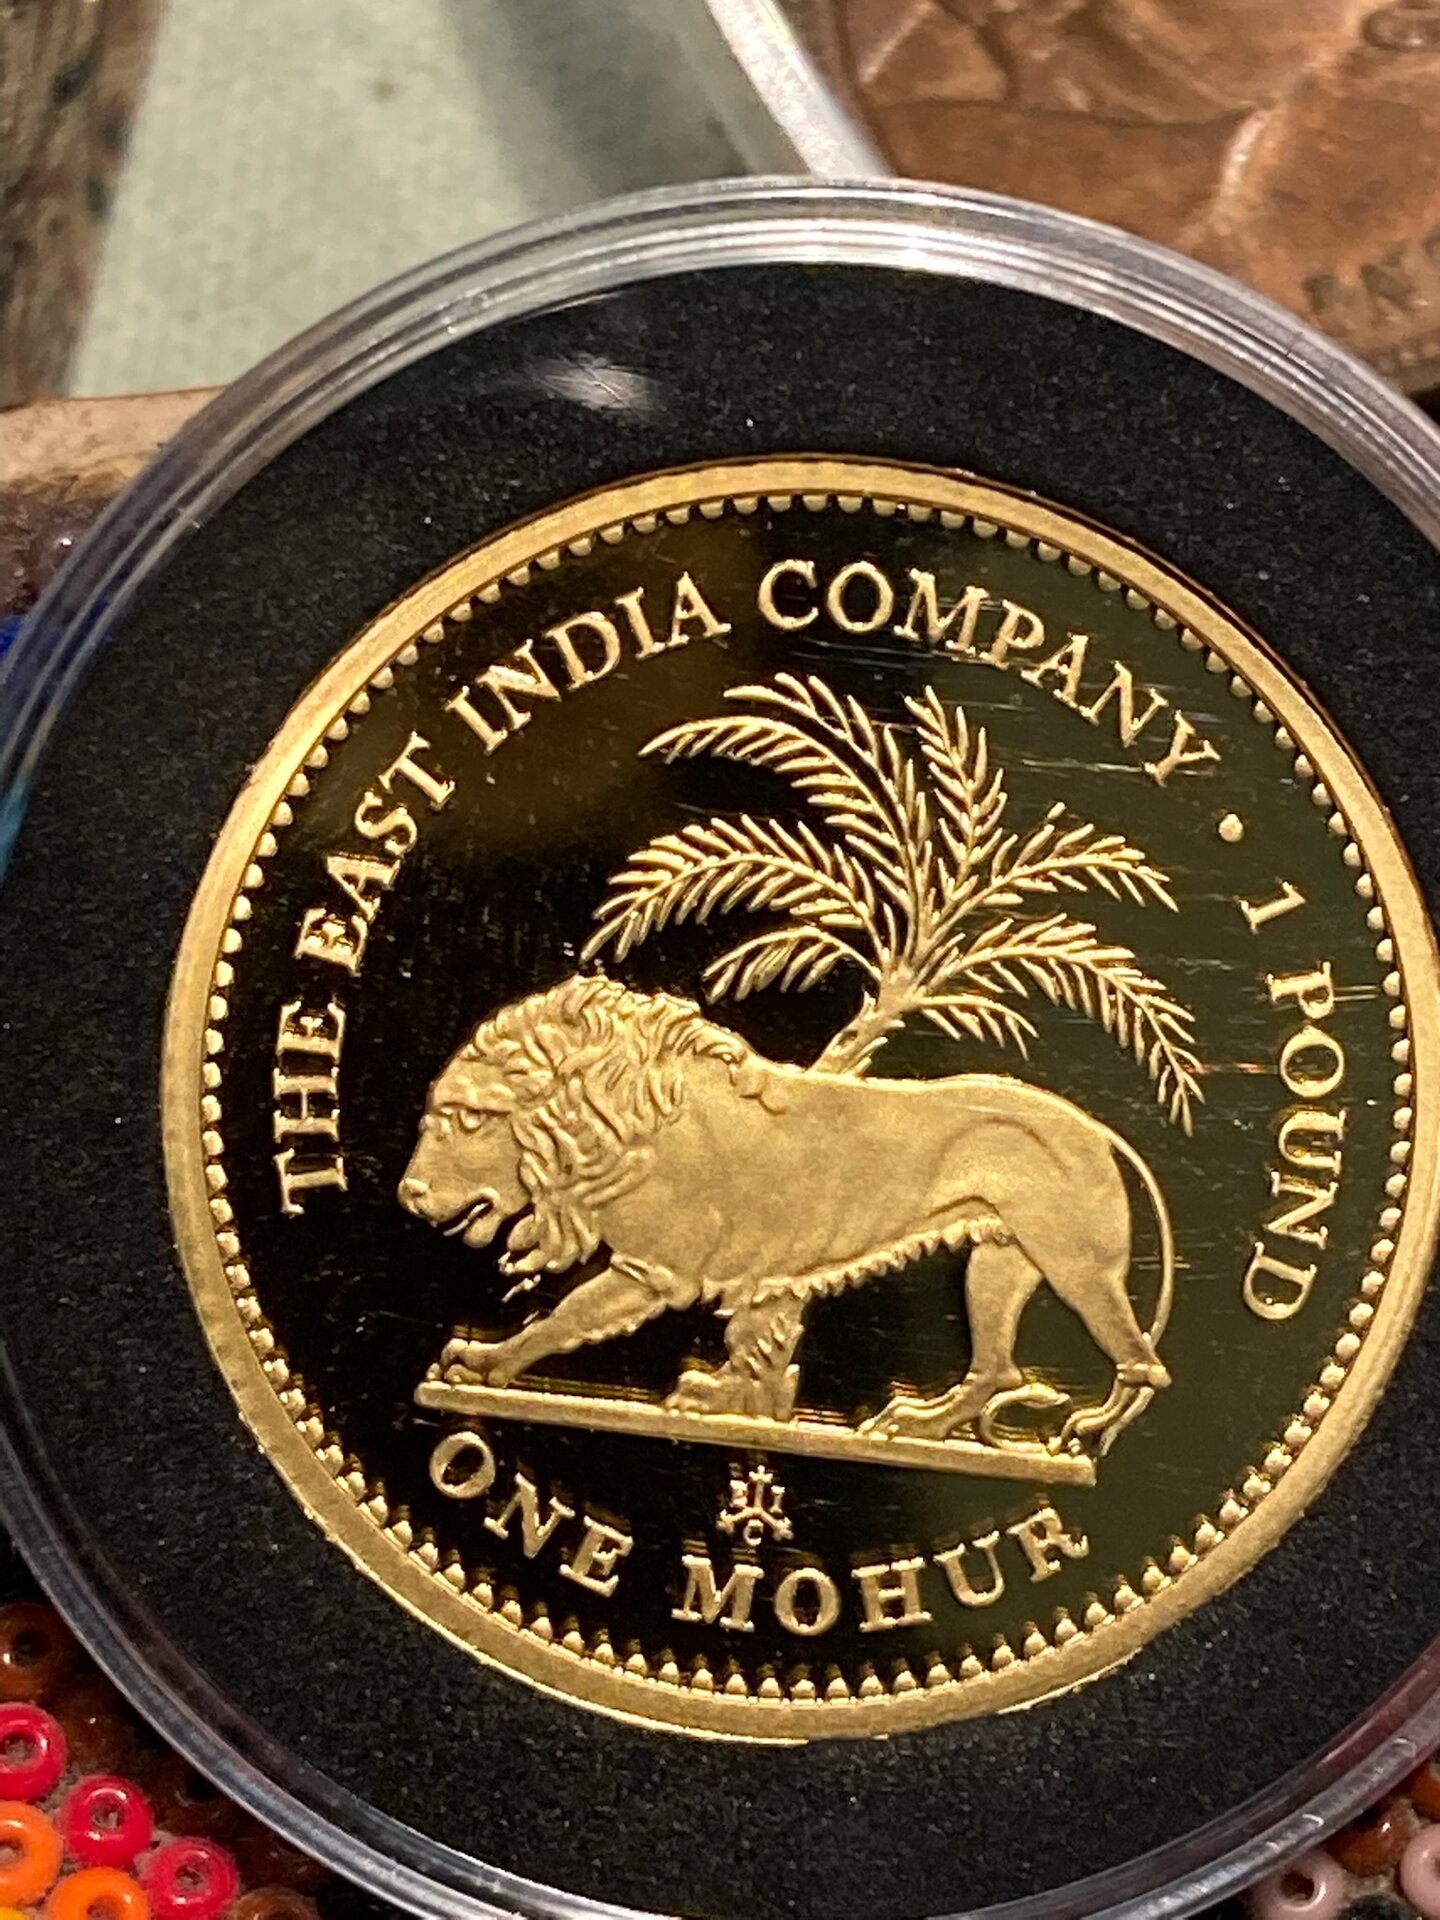 THE EAST INDIA COMPANY · 1 POUND
ONE MOHUR